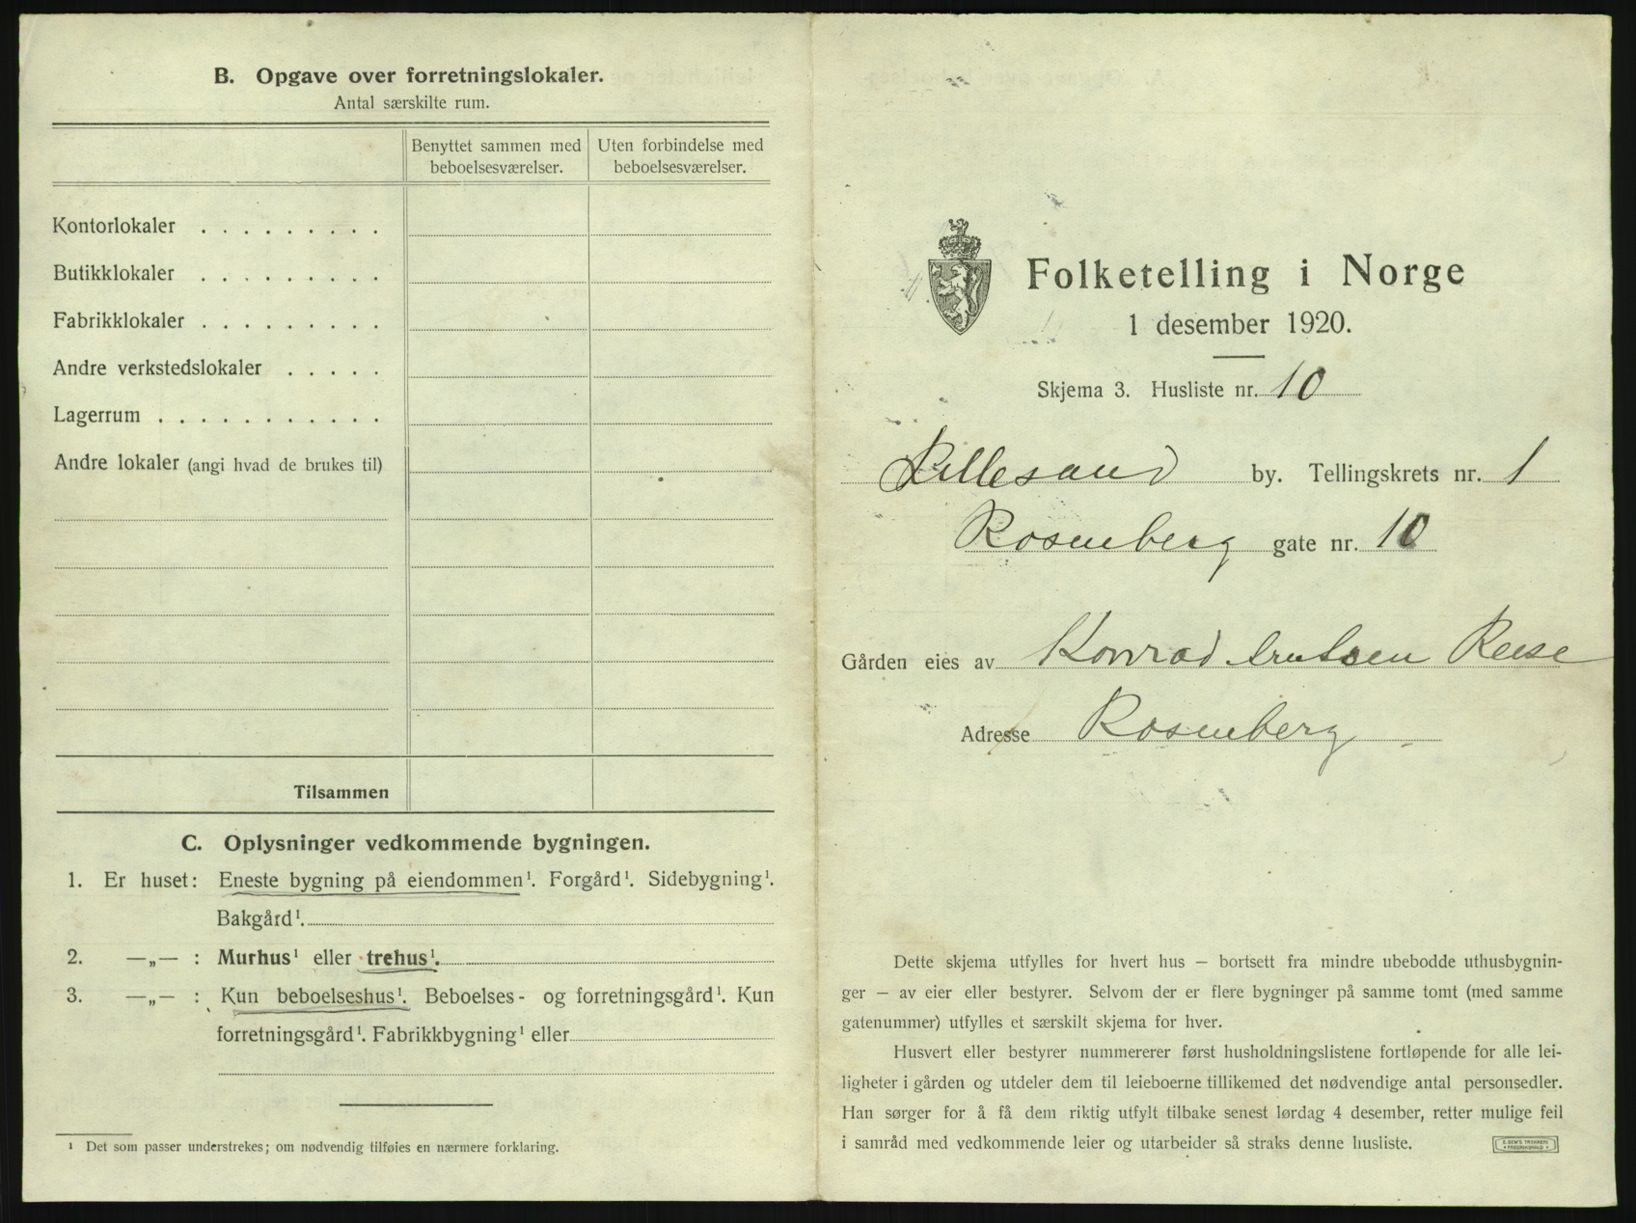 B. Opgave over forretningslokaler.
Antal særskilte rum.
Benyttet sammen med beboelsesværelser.
Uten forbindelse med beboelsesværelser.
Kontorlokaler . . . . . . . . .
Butikklokaler . . . . . . . . .
Fabrikklokaler . . . . . . . . .
Andre verkstedslokaler . . . . .
Lagerrum . . . . . . . . . . .
Andre lokaler (angi hvad de brukes til)
Tilsammen
C. Oplysninger vedkommende bygningen.
1. Er huset: Eneste bygning på eiendommen¹. Forgård¹. Sidebygning¹.
Bakgård¹.
2. —„— : Murhus¹ eller trehus¹.
3. —„— : Kun beboelseshus¹. Beboelses- og forretningsgård¹. Kun
forretningsgård¹. Fabrikkbygning¹ eller
¹ Det som passer understrekes; om nødvendig tilføies en nærmere forklaring.
Folketelling i Norge
1 desember 1920.
Skjema 3. Husliste nr. 10
Lillesand by. Tellingskrets nr. 1
Rosenberg gate nr. 10
Gården eies av Konrad Reise
Adresse Rosenberg
Dette skjema utfylles for hvert hus — bortsett fra mindre ubebodde uthusbygnin-
ger — av eier eller bestyrer. Selvom der er flere bygninger på samme tomt (med samme
gatenummer) utfylles et særskilt skjema for hver.
Husvert eller bestyrer nummererer først husholdningslistene fortløpende for alle lei-
ligheter i gården og utdeler dem til leieboerne tillikemed det nødvendige antal personsedler.
Han sørger for å få dem riktig utfylt tilbake senest lørdag 4 desember, retter mulige feil
i samråd med vedkommende leier og utarbeider så straks denne husliste.